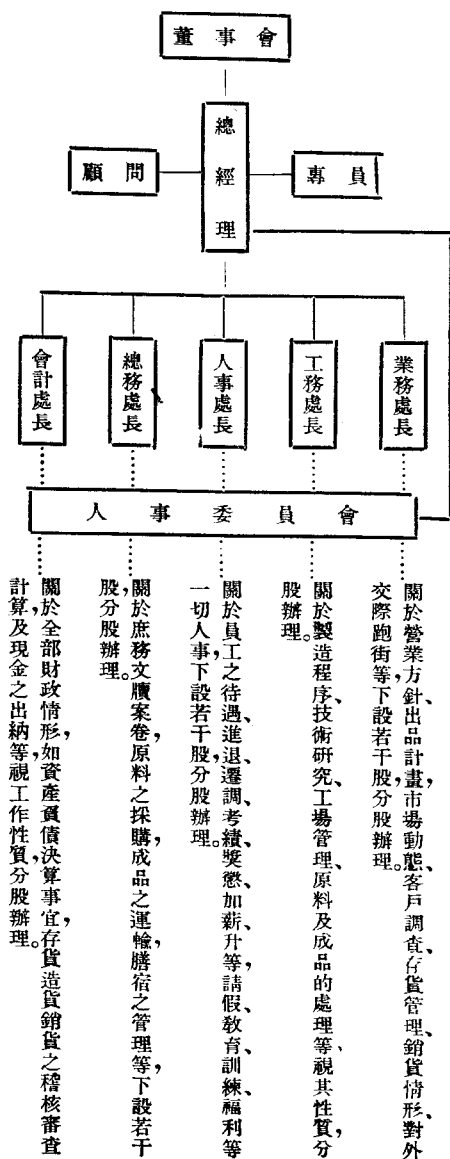 董事會
總經理
顧問
專員
業務處長
工務處長
人事處長
總務處長
會計處長
人事委員會
關於營業方針出品計畫,市場動態、客戶調查、存貨管理、銷貨情形、對外
交際跑街等,下設若干股,分股辦理。
關於製造程序、技術研究、工場管理、原料及成品的處理等、視其性質,分
股辦理。
關於員工之待遇、進退、遷調、考績、獎懲、加薪、升等,請假、教育、訓練、福利等
一切人事,下設若干股,分股辦理。
關於庶務文牘案卷,原料之採購,成品之運輸,膳宿之管理等,下設若干
股,分股辦理。
關於全部財政情形,如資產負債決算事宜,存貨造貨銷貨之稽核審查
計算,及現金之出納等,視工作性質,分股辦理。